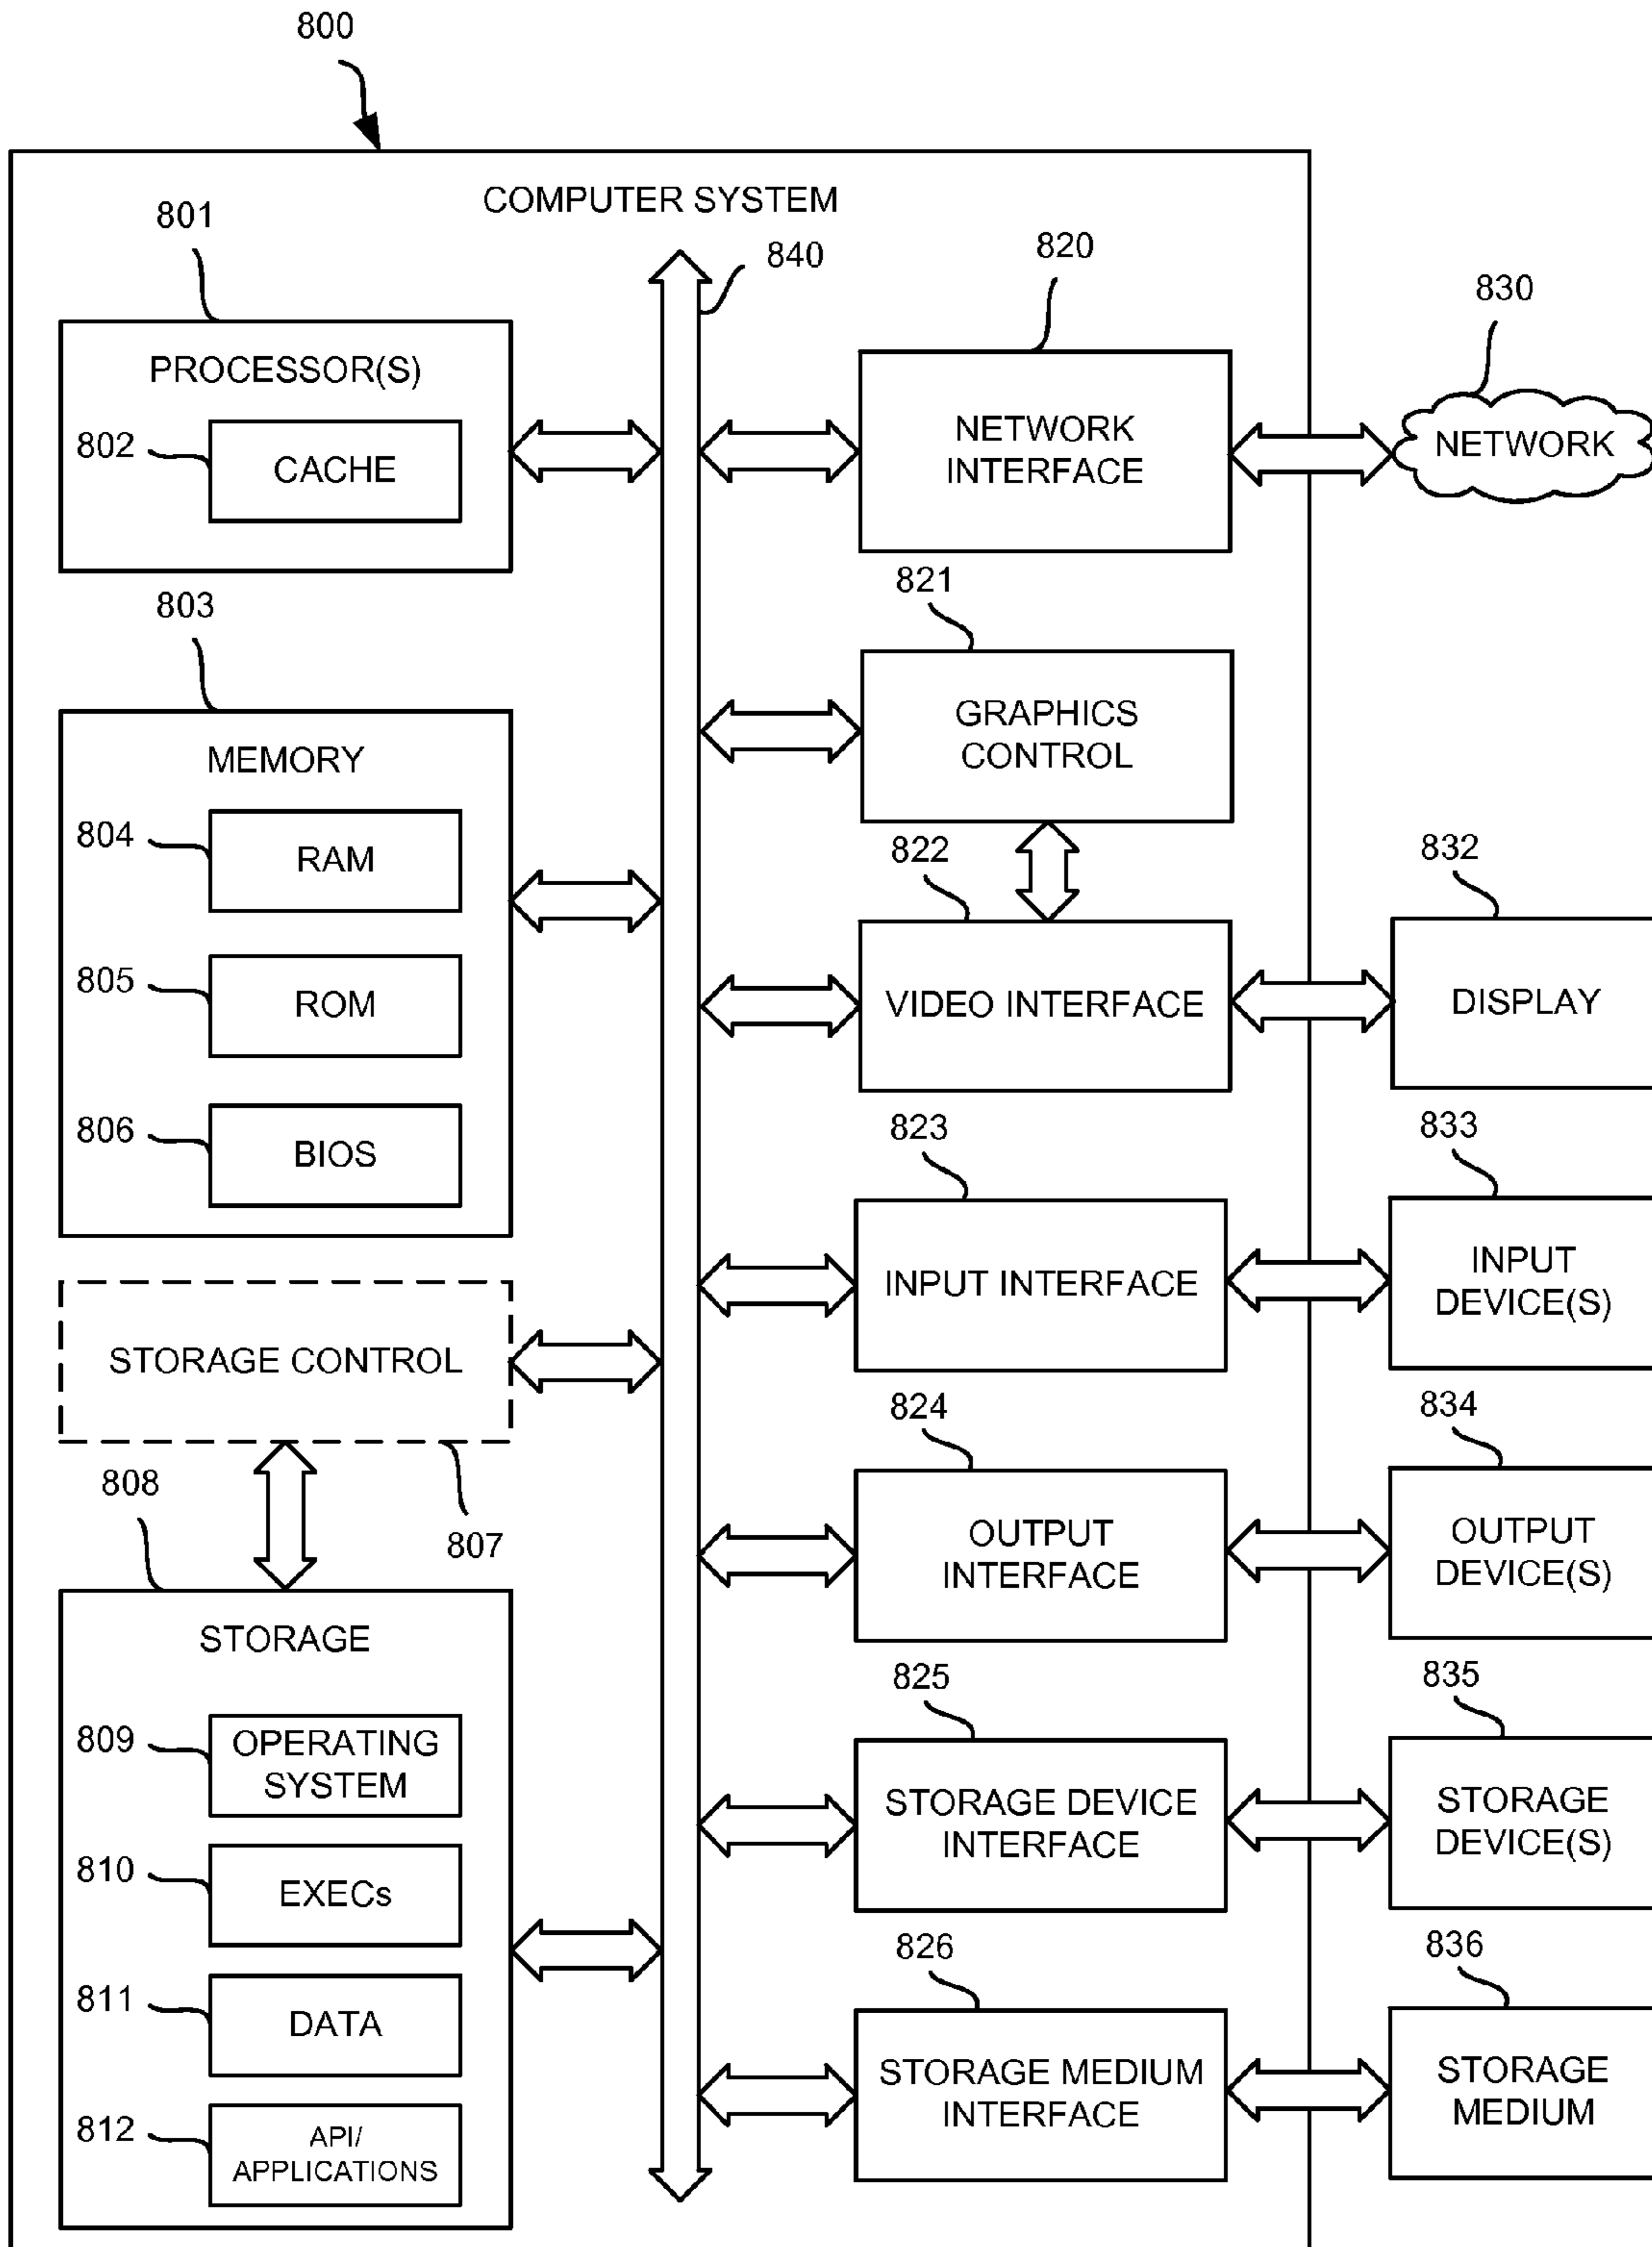 800
COMPUTER SYSTEM
801
840
820
830
PROCESSOR(S)
802
CACHE
NETWORK
INTERFACE
NETWORK
803
821
MEMORY
GRAPHICS
CONTROL
804
RAM
822
832
805
ROM
VIDEO INTERFACE
DISPLAY
806
BIOS
823
833
INPUT INTERFACE
INPUT
DEVICE(S)
STORAGE CONTROL
807
824
834
808
OUTPUT
INTERFACE
OUTPUT
DEVICE(S)
STORAGE
825
835
809
OPERATING
SYSTEM
STORAGE DEVICE
INTERFACE
STORAGE
DEVICE(S)
810
EXECs
826
836
811
DATA
STORAGE MEDIUM
INTERFACE
STORAGE
MEDIUM
812
API/
APPLICATIONS